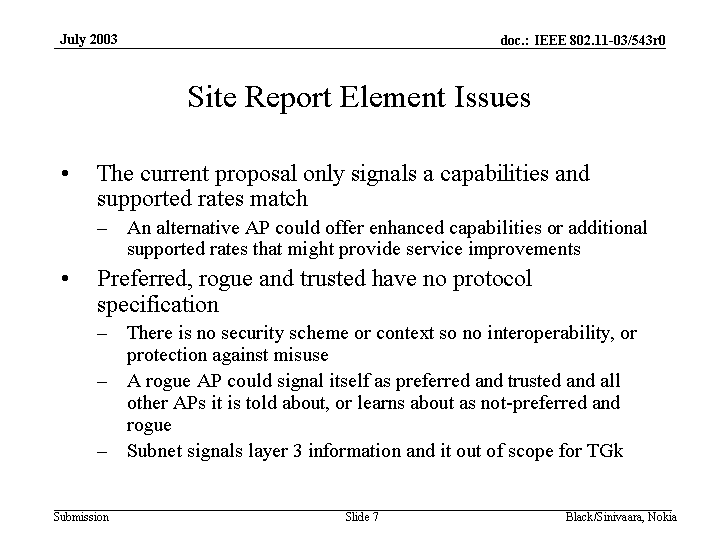 July 2003
doc.: IEEE 802.11-03/543r0
Site Report Element Issues
• The current proposal only signals a capabilities and
supported rates match
– An alternative AP could offer enhanced capabilities or additional
supported rates that might provide service improvements
• Preferred, rogue and trusted have no protocol
specification
– There is no security scheme or context so no interoperability, or
protection against misuse
– A rogue AP could signal itself as preferred and trusted and all
other APs it is told about, or learns about as not-preferred and
rogue
– Subnet signals layer 3 information and it out of scope for TGk
Submission
Slide 7
Black/Sinivaara, Nokia